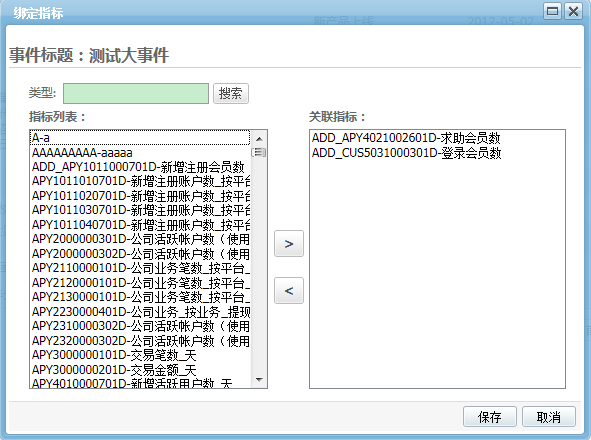 绑定指标
事件标题：测试大事件
类型:
搜索
指标列表：
A-a
AAAAAAAAA-aaaaa
ADD_APY1011000701D-新增注册会员数
APY1011010701D-新增注册账户数_按平台
APY1011020701D-新增注册账户数_按平台
APY1011030701D-新增注册账户数_按平台
APY1011040701D-新增注册账户数_按平台
APY2000000301D-公司活跃帐户数（使用
APY2000000302D-公司活跃帐户数（使用
APY2110000101D-公司业务笔数_按平台_
APY2120000101D-公司业务笔数_按平台_
APY2130000101D-公司业务笔数_按平台_
APY2230000401D-公司业务_按业务_提现
APY2310000302D-公司活跃帐户数（使用
APY2320000302D-公司活跃帐户数（使用
APY3000000101D-交易笔数_天
APY3000000201D-交易金额_天
APY4010000701D-新增活跃用户数_天
>
<
关联指标：
ADD_APY4021002601D-求助会员数
ADD_CUS5031000301D-登录会员数
保存
取消